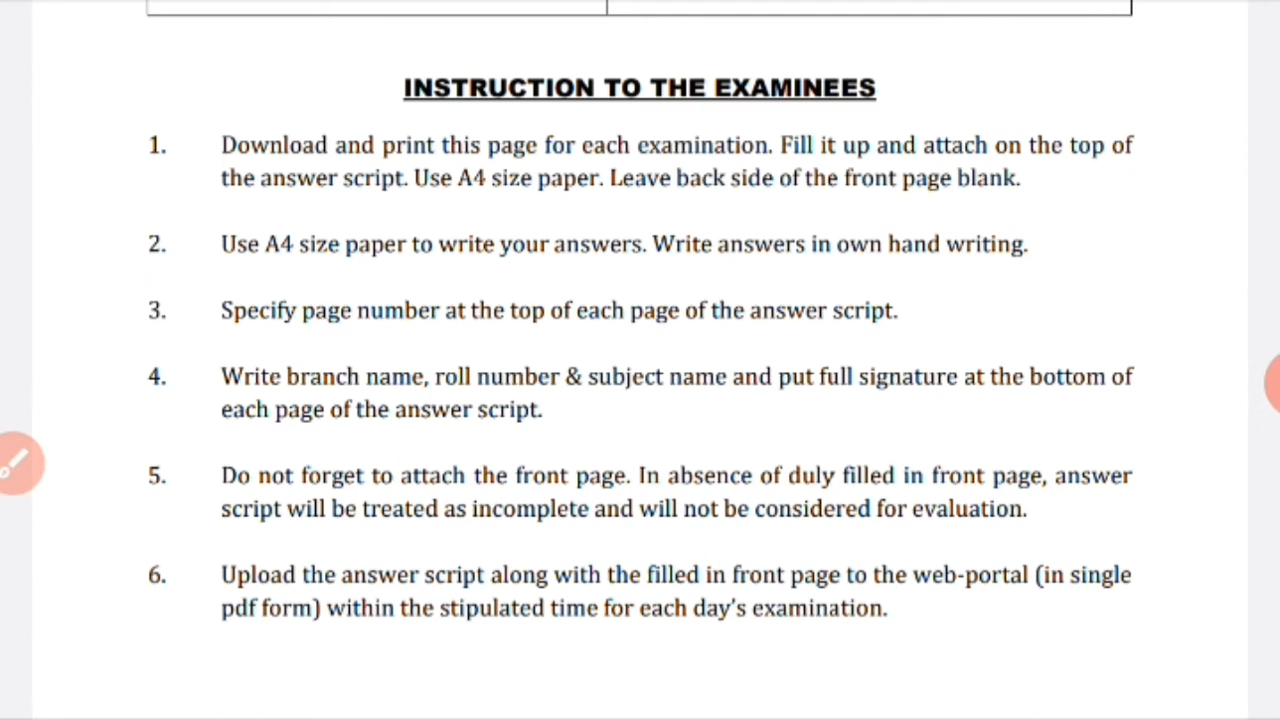 INSTRUCTION TO THE EXAMINEES
1. Download and print this page for each examination. Fill it up and attach on the top of
the answer script. Use A4 size paper. Leave back side of the front page blank.
2. Use A4 size paper to write your answers. Write answers in own hand writing.
3. Specify page number at the top of each page of the answer script.
4. Write branch name, roll number & subject name and put full signature at the bottom of
each page of the answer script.
5. Do not forget to attach the front page. In absence of duly filled in front page, answer
script will be treated as incomplete and will not be considered for evaluation.
6. Upload the answer script along with the filled in front page to the web-portal (in single
pdf form) within the stipulated time for each day's examination.